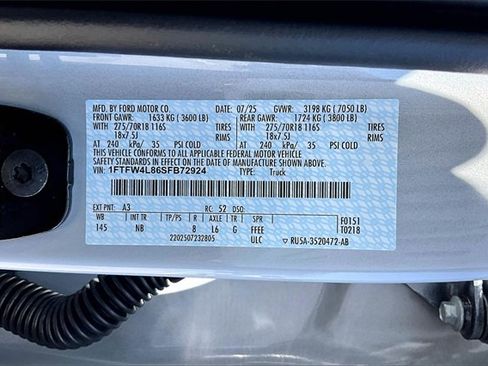 MFD. BY FORD MOTOR CO. 07/25 GVWR: 3198 KG ( 7050 LB)
FRONT GAWR: 1633 KG ( 3600 LB) REAR GAWR: 1724 KG ( 3800 LB)
WITH 275/70R18 116S TIRES WITH 275/70R18 116S TIRES
18x7.5J RIMS 18x7.5J RIMS
AT 240 kPa/ 35 PSI COLD AT 240 kPa/ 35 PSI COLD
THIS VEHICLE CONFORMS TO ALL APPLICABLE FEDERAL MOTOR VEHICLE
SAFETY STANDARDS IN EFFECT ON THE DATE OF MANUFACTURE SHOWN ABOVE.
VIN: 1FTFW4L86SFB72924 TYPE: Truck
EXT PNT: A3 RC: 52 DSO: F0151
WB INT TR TP/PS R AXLE TR SPR T0218
145 NB 8 L6 G FFEE
2202507232805 ULC RU5A-3520472-AB